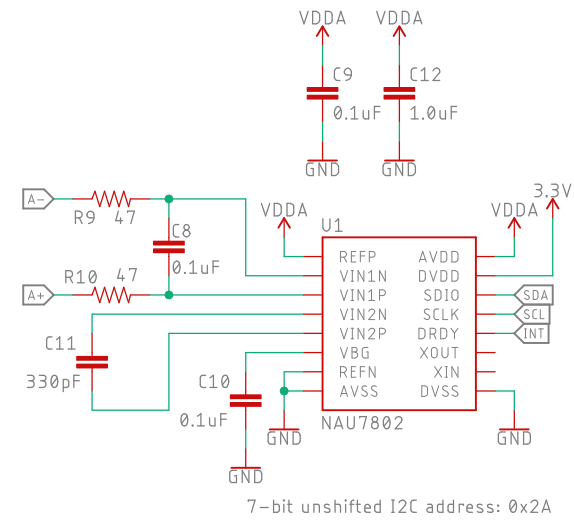 VDDA VDDA
C9 C12
0.1uF 1.0uF
GND GND
A- R9 47
VDDA U1 VDDA 3.3V
C8
0.1uF
REFP AVDD
VIN1N DVDD
A+ R10 47 VIN1P SDIO SDA
VIN2N SCLK SCL
VIN2P DRDY INT
C11 VBG XOUT
330pF REFN XIN
C10 AVSS DVSS
0.1uF
NAU7802
GND GND
GND
7-bit unshifted I2C address: 0x2A